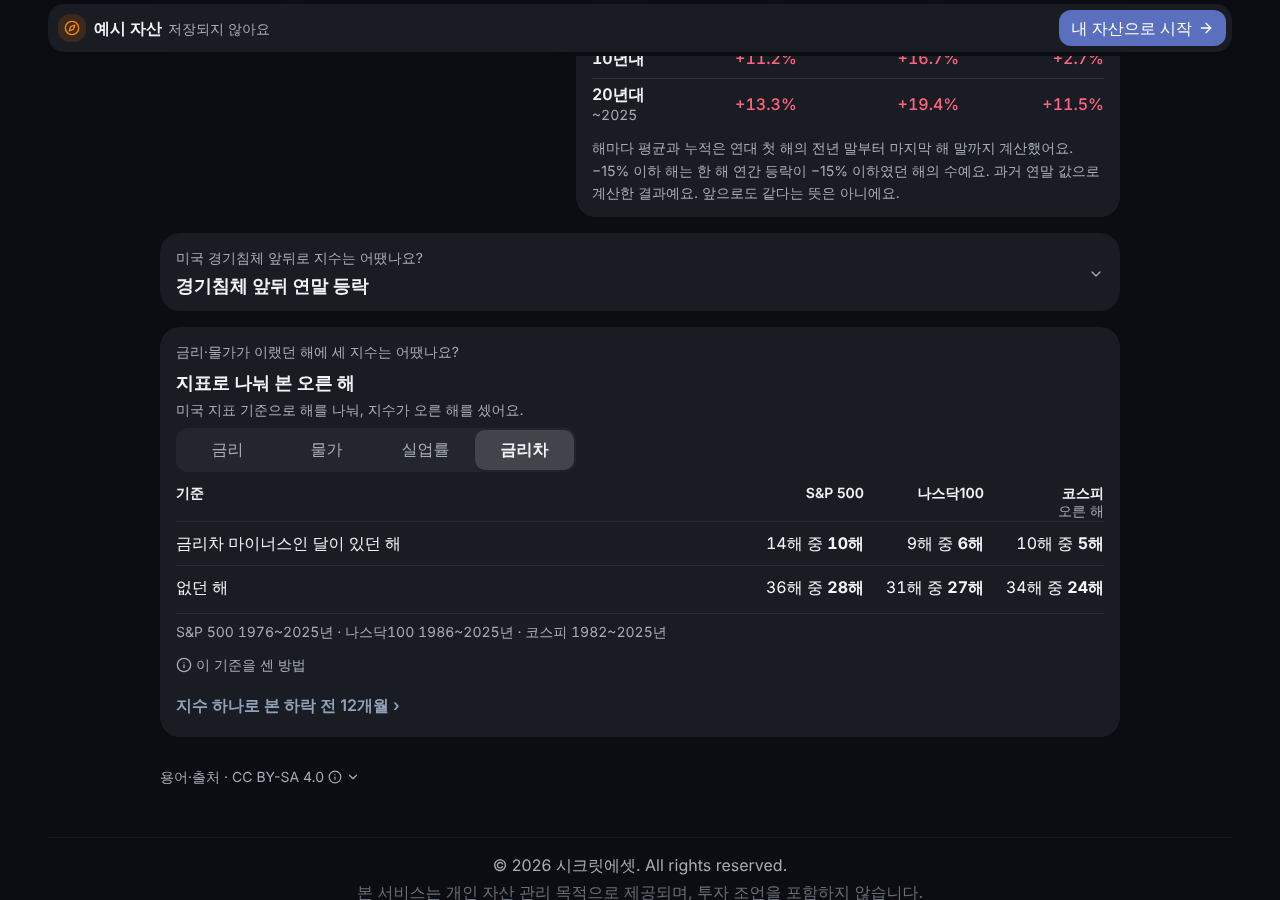 예시 자산 저장되지 않아요
내 자산으로 시작 →
10년대 +11.2% +16.7% +2.7%
20년대 +13.3% +19.4% +11.5%
~2025
해마다 평균과 누적은 연대 첫 해의 전년 말부터 마지막 해 말까지 계산했어요.
−15% 이하 해는 한 해 연간 등락이 −15% 이하였던 해의 수예요. 과거 연말 값으로
계산한 결과예요. 앞으로도 같다는 뜻은 아니에요.
미국 경기침체 앞뒤로 지수는 어땠나요?
경기침체 앞뒤 연말 등락
금리·물가가 이랬던 해에 세 지수는 어땠나요?
지표로 나눠 본 오른 해
미국 지표 기준으로 해를 나눠, 지수가 오른 해를 셌어요.
금리 물가 실업률 금리차
기준 S&P 500 나스닥100 코스피
오른 해
금리차 마이너스인 달이 있던 해 14해 중 10해 9해 중 6해 10해 중 5해
없던 해 36해 중 28해 31해 중 27해 34해 중 24해
S&P 500 1976~2025년 · 나스닥100 1986~2025년 · 코스피 1982~2025년
이 기준을 센 방법
지수 하나로 본 하락 전 12개월 ›
용어·출처 · CC BY-SA 4.0
© 2026 시크릿에셋. All rights reserved.
본 서비스는 개인 자산 관리 목적으로 제공되며, 투자 조언을 포함하지 않습니다.